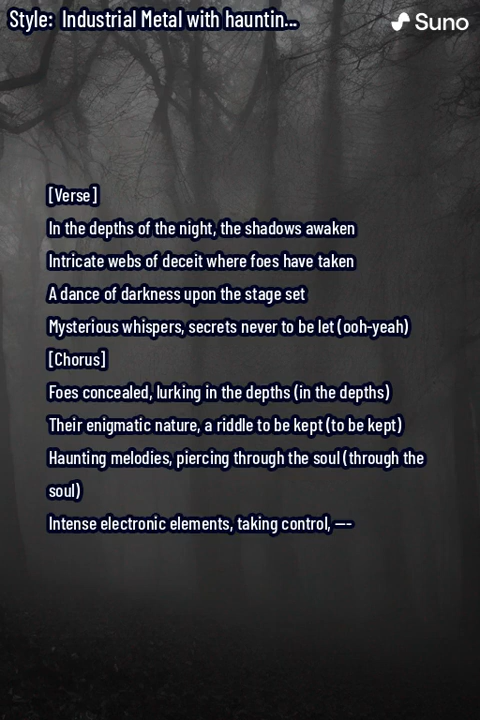 Style: Industrial Metal with hauntin...
Suno
[Verse]
In the depths of the night, the shadows awaken
Intricate webs of deceit where foes have taken
A dance of darkness upon the stage set
Mysterious whispers, secrets never to be let (ooh-yeah)
[Chorus]
Foes concealed, lurking in the depths (in the depths)
Their enigmatic nature, a riddle to be kept (to be kept)
Haunting melodies, piercing through the soul (through the
soul)
Intense electronic elements, taking control, —-